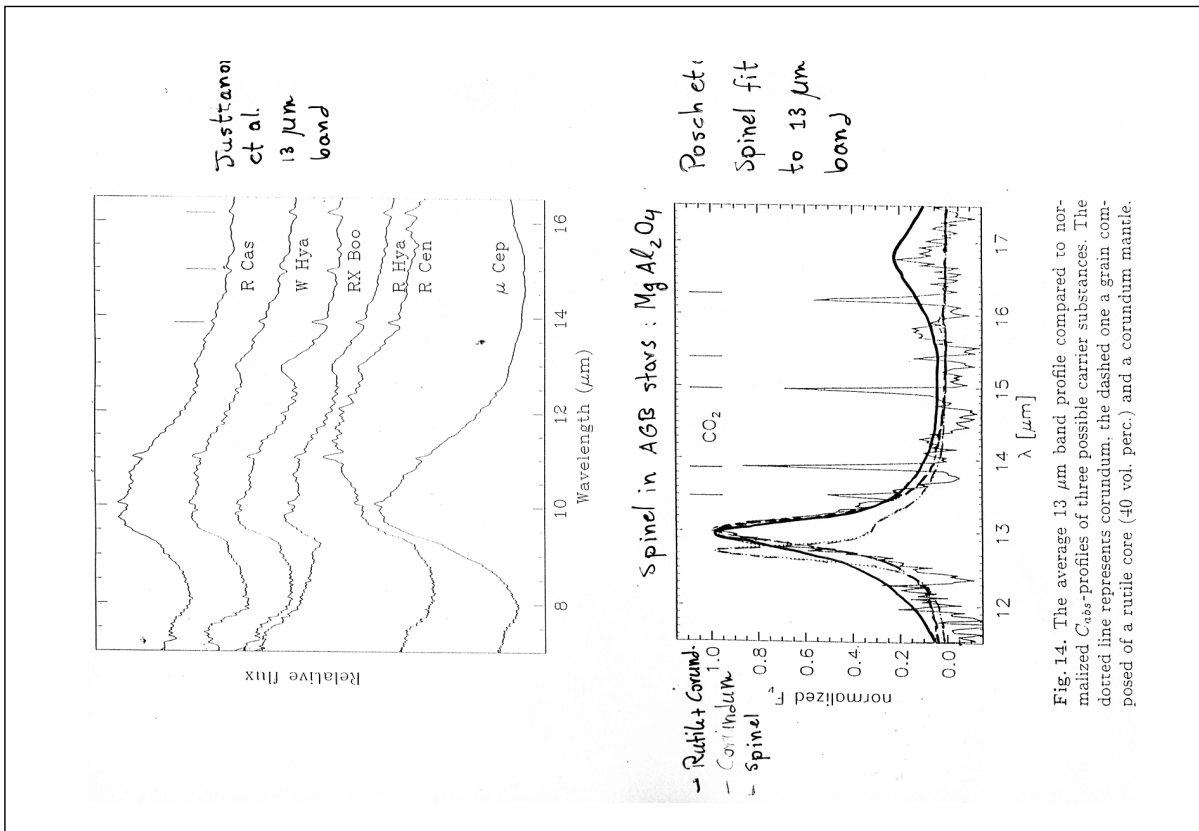 Justtanon
et al.
13 µm
band
Relative flux
R Cas
W Hya
RX Boo
R Hya
R Cen
µ Cep
8
10
12
14
16
Wavelength (µm)
Posch et
Spinel fit
to 13 µm
band
Spinel in AGB stars : MgAl₂O₄
– Rutile+Corund.
– Corundum
– Spinel
CO₂
normalized Fν
1.0
0.8
0.6
0.4
0.2
0.0
12
13
14
15
16
17
λ [µm]
Fig. 14. The average 13 µm band profile compared to nor-
malized Cabs-profiles of three possible carrier substances. The
dotted line represents corundum, the dashed one a grain com-
posed of a rutile core (40 vol. perc.) and a corundum mantle.